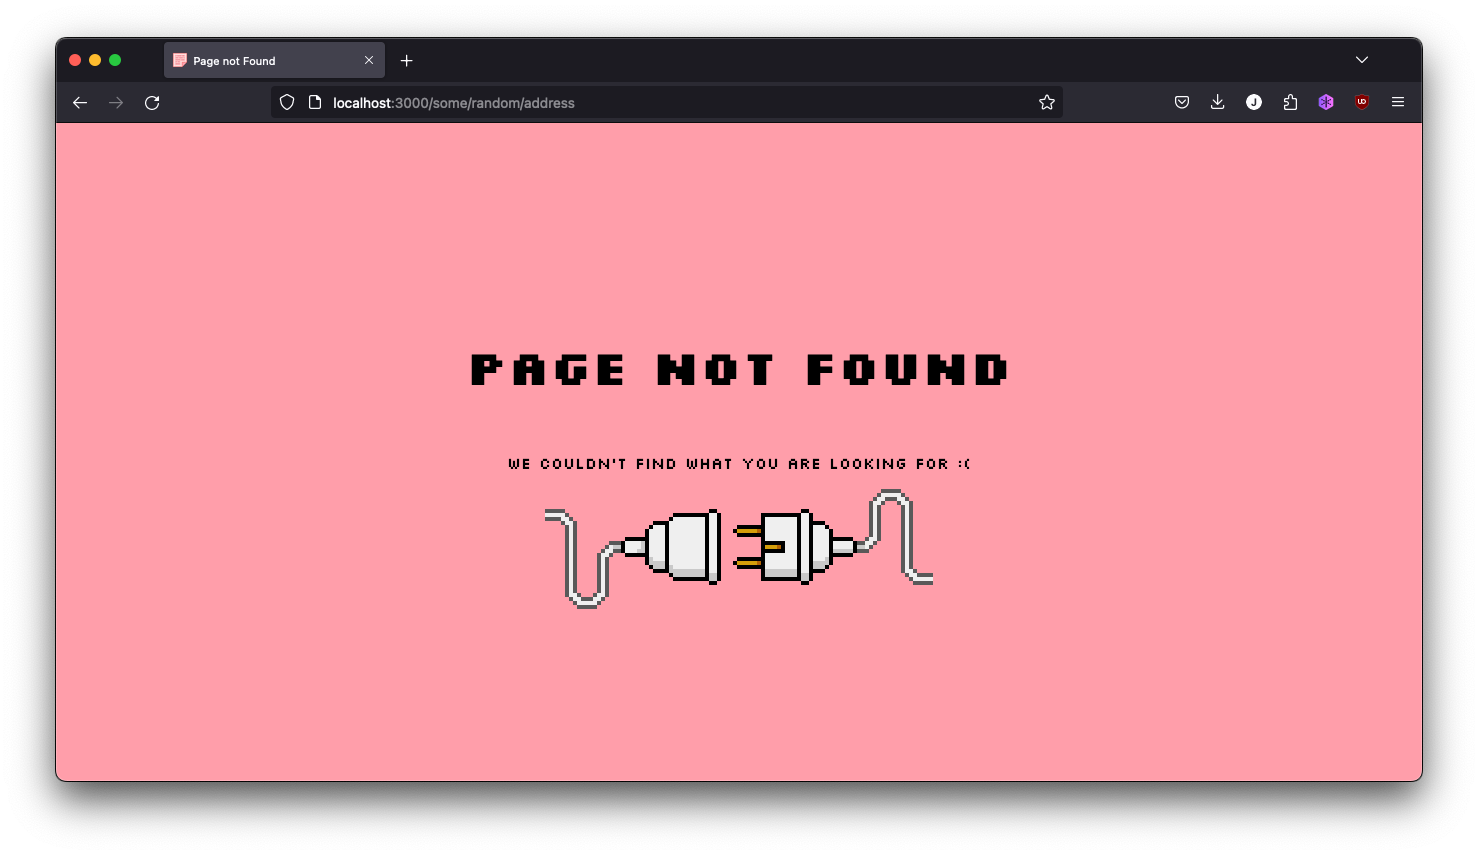 Page not Found
localhost:3000/some/random/address
J
UO
PAGE NOT FOUND
WE COULDN'T FIND WHAT YOU ARE LOOKING FOR :(